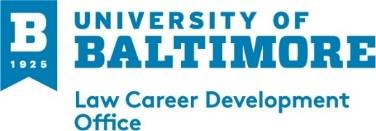 B
1925
UNIVERSITY OF
BALTIMORE
Law Career Development
Office